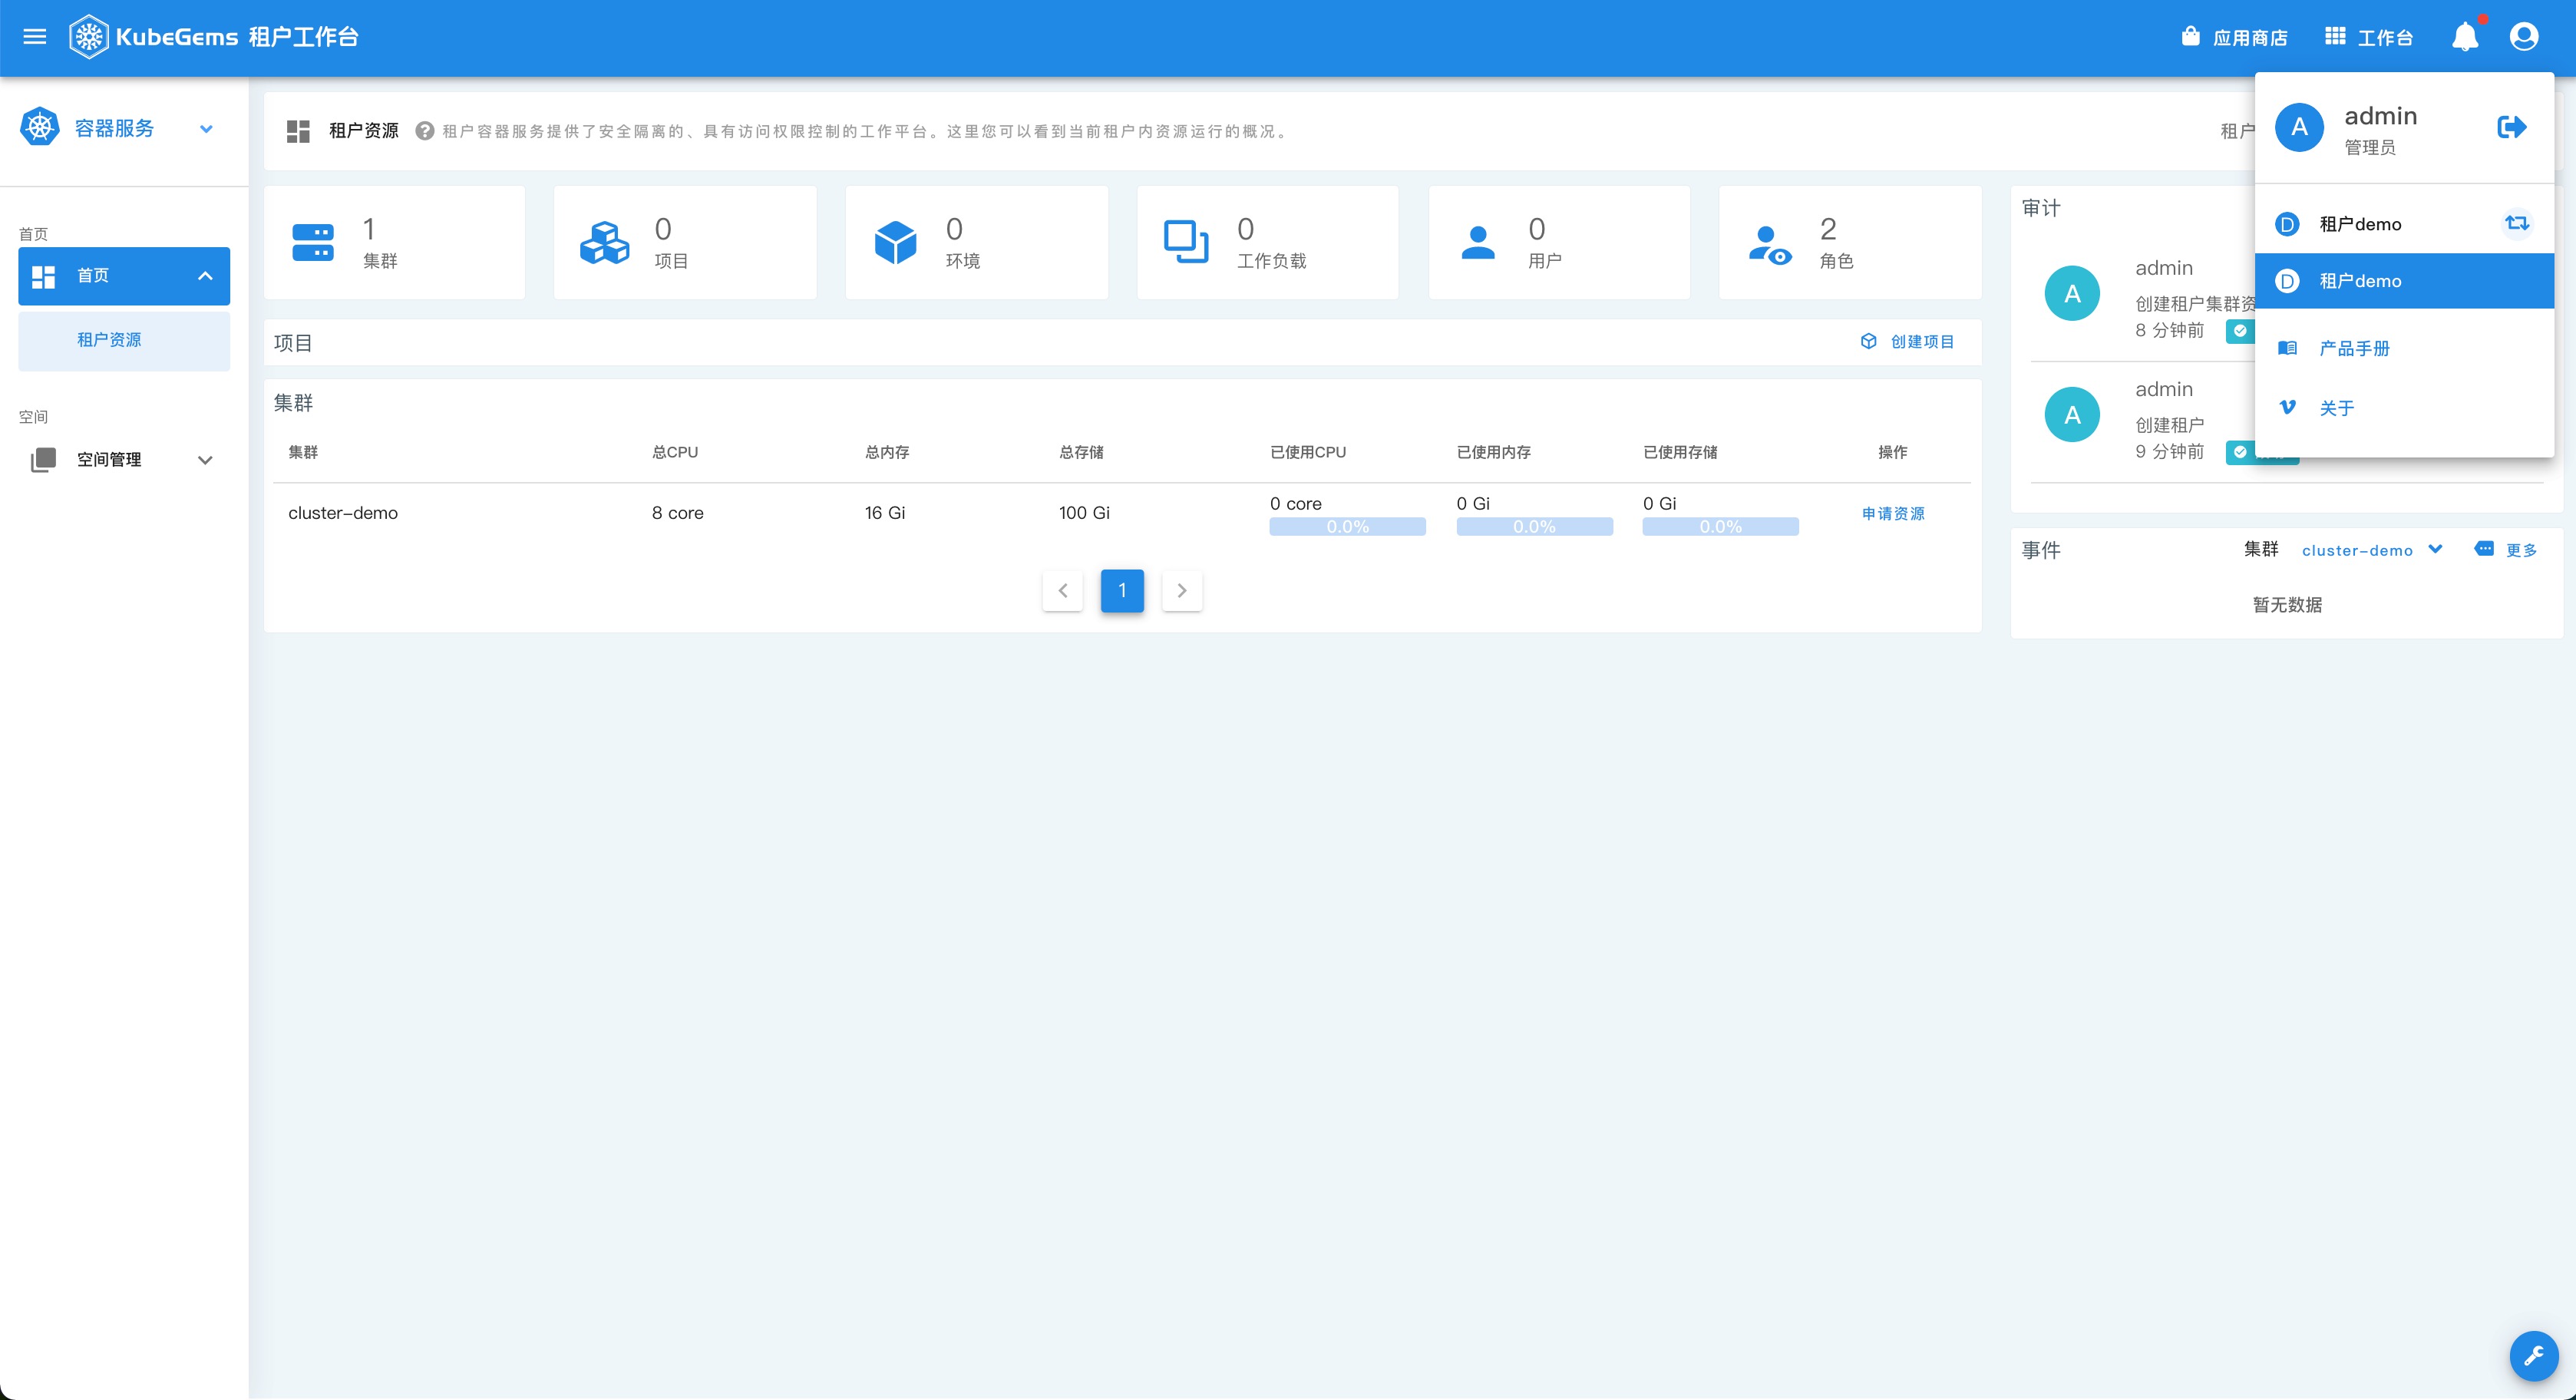 KubeGems 租户工作台
应用商店
工作台
容器服务
首页
首页
租户资源
空间
空间管理
租户资源
租户容器服务提供了安全隔离的、具有访问权限控制的工作平台。这里您可以看到当前租户内资源运行的概况。
租户
1
集群
0
项目
0
环境
0
工作负载
0
用户
2
角色
项目
创建项目
集群
集群 总CPU 总内存 总存储 已使用CPU 已使用内存 已使用存储 操作
cluster-demo 8 core 16 Gi 100 Gi 0 core 0 Gi 0 Gi 申请资源
0.0% 0.0% 0.0%
1
审计
A
admin
创建租户集群资
8 分钟前
A
admin
创建租户
9 分钟前
事件
集群 cluster-demo 更多
暂无数据
A
admin
管理员
D 租户demo
D 租户demo
产品手册
关于